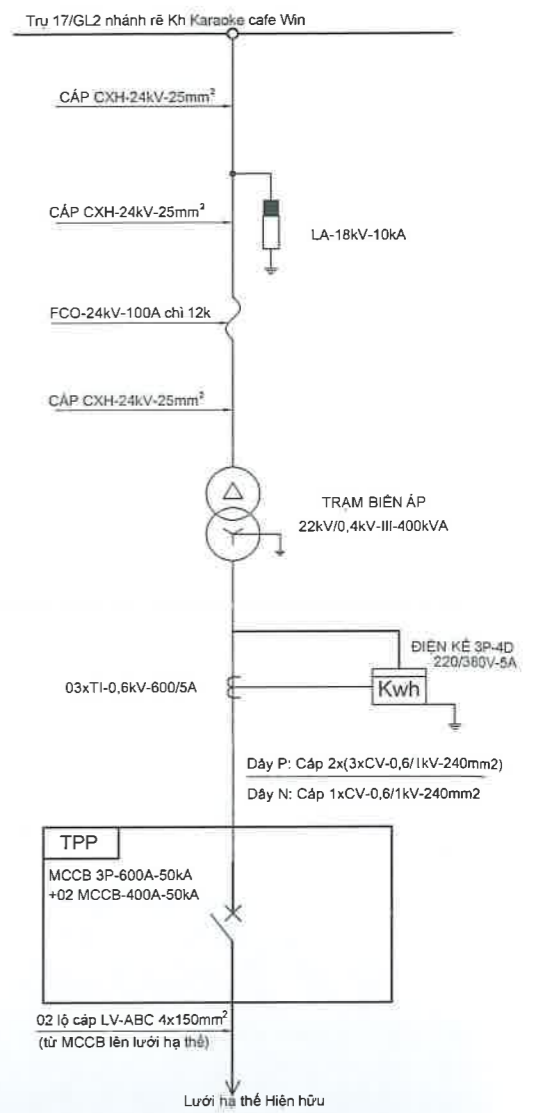 Trụ 17/GL2 nhánh rẽ Kh Karaoke cafe Win
CÁP CXH-24kV-25mm²
CÁP CXH-24kV-25mm²
LA-18kV-10kA
FCO-24kV-100A chì 12k
CÁP CXH-24kV-25mm²
TRẠM BIẾN ÁP
22kV/0,4kV-III-400kVA
ĐIỆN KẾ 3P-4D
220/380V-5A
03xTI-0,6kV-600/5A
Kwh
Dây P: Cáp 2x(3xCV-0,6/1kV-240mm2)
Dây N: Cáp 1xCV-0,6/1kV-240mm2
TPP
MCCB 3P-600A-50kA
+02 MCCB-400A-50kA
02 lộ cáp LV-ABC 4x150mm²
(từ MCCB lên lưới hạ thế)
Lưới hạ thế Hiện hữu